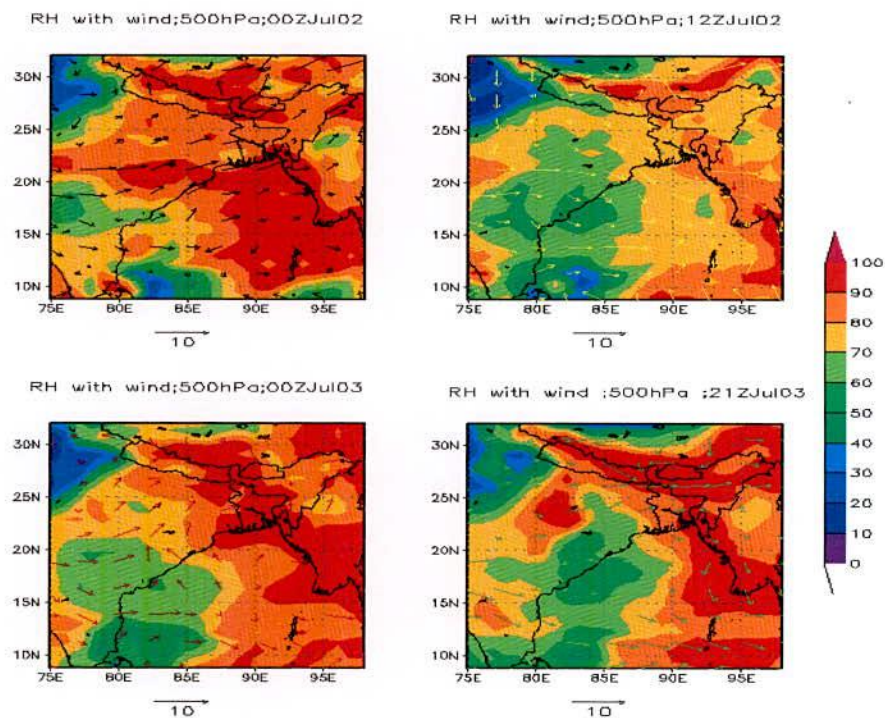 RH with wind;500hPa;00ZJul02
RH with wind;500hPa;12ZJul02
30N
25N
20N
15N
10N
75E 80E 85E 90E 95E
10
30N
25N
20N
15N
10N
75E 80E 85E 90E 95E
10
RH with wind;500hPa;00ZJul03
RH with wind ;500hPa ;21ZJul03
30N
25N
20N
15N
10N
75E 80E 85E 90E 95E
10
30N
25N
20N
15N
10N
75E 80E 85E 90E 95E
10
100
90
80
70
60
50
40
30
20
10
0